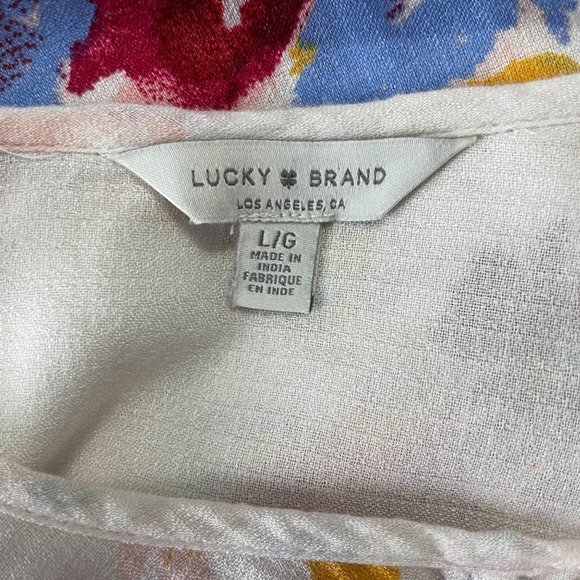 LUCKY BRAND
LOS ANGELES, CA
L/G
MADE IN
INDIA
FABRIQUE
EN INDE